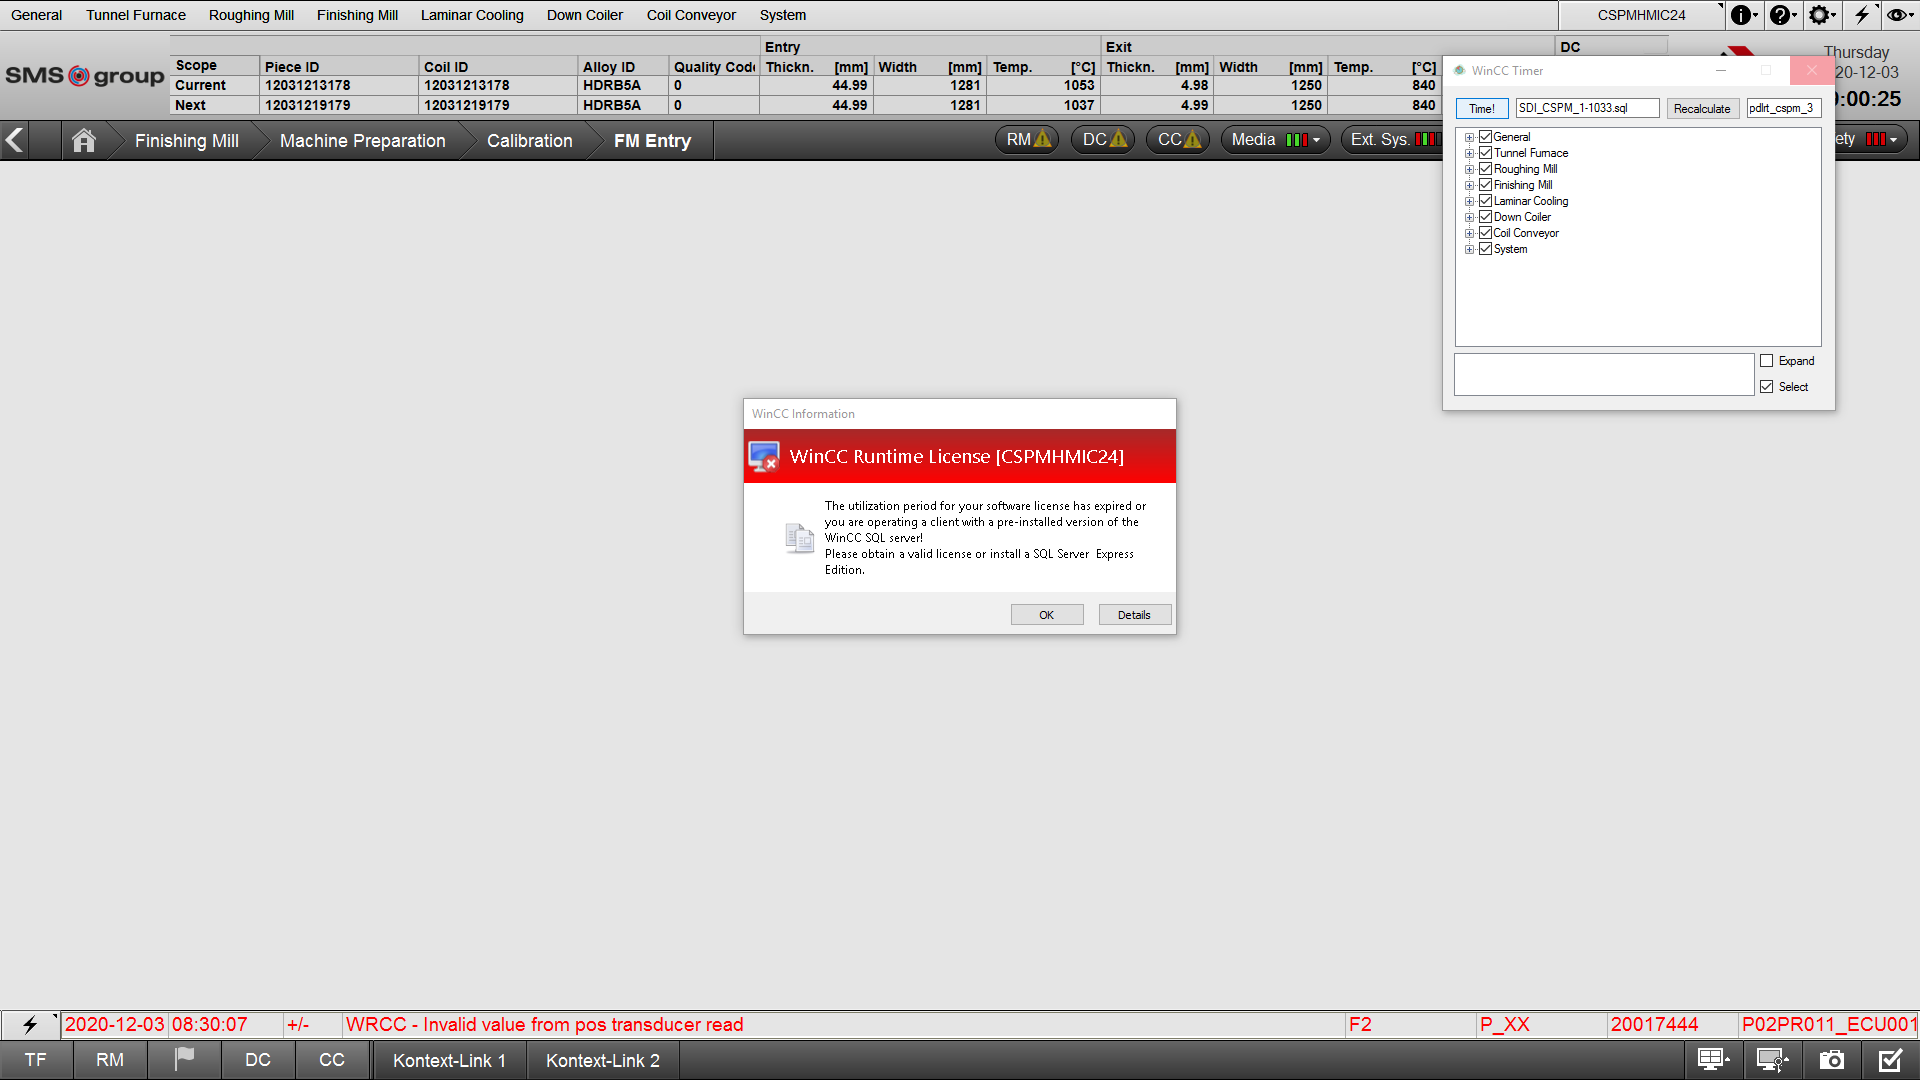 General Tunnel Furnace Roughing Mill Finishing Mill Laminar Cooling Down Coiler Coil Conveyor System CSPMHMIC24
Entry Exit DC
Scope Piece ID Coil ID Alloy ID Quality Thickn. [mm] Width [mm] Temp. [°C] Thickn. [mm] Width [mm] Temp. [°C]
Current 12031213178 12031213178 HDRB5A 0 44.99 1281 1053 4.98 1250 840
Next 12031219179 12031219179 HDRB5A 0 44.99 1281 1037 4.99 1250 840
SMS group
Thursday
20-12-03
:00:25
WinCC Timer
Time! SDI_CSPM_1-1033.sql Recalculate pdlrt_cspm_3
General
Tunnel Furnace
Roughing Mill
Finishing Mill
Laminar Cooling
Down Coiler
Coil Conveyor
System
Expand
Select
Finishing Mill Machine Preparation Calibration FM Entry RM DC CC Media Ext. Sys. ety
WinCC Information
WinCC Runtime License [CSPMHMIC24]
The utilization period for your software license has expired or
you are operating a client with a pre-installed version of the
WinCC SQL server!
Please obtain a valid license or install a SQL Server Express
Edition.
OK Details
2020-12-03 08:30:07 +/- WRCC - Invalid value from pos transducer read F2 P_XX 20017444 P02PR011_ECU001
TF RM DC CC Kontext-Link 1 Kontext-Link 2